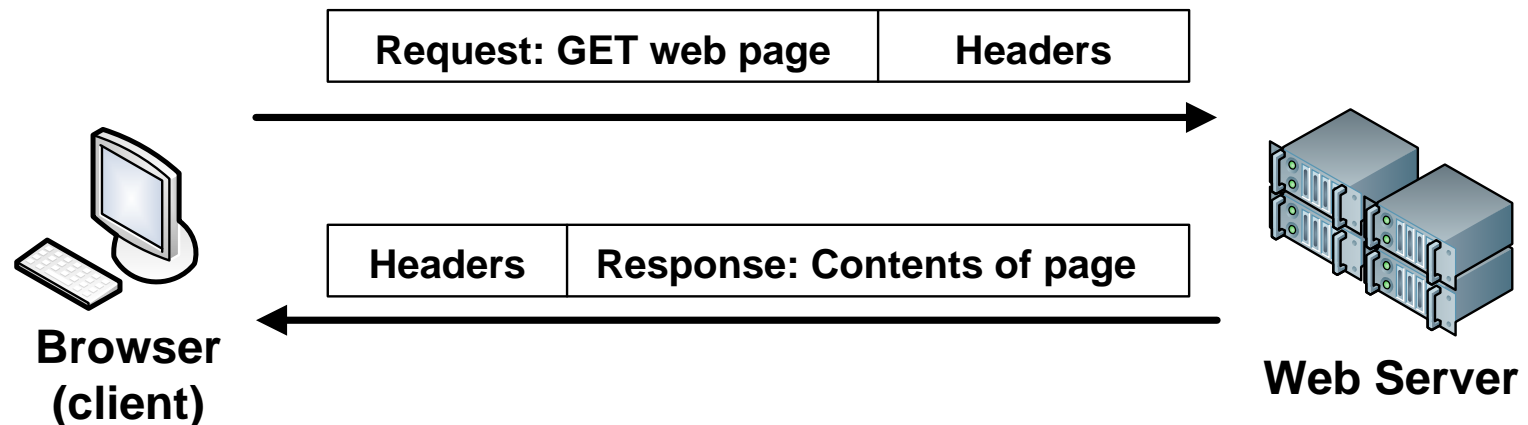 Request: GET web page
Headers
Headers
Response: Contents of page
Browser
(client)
Web Server